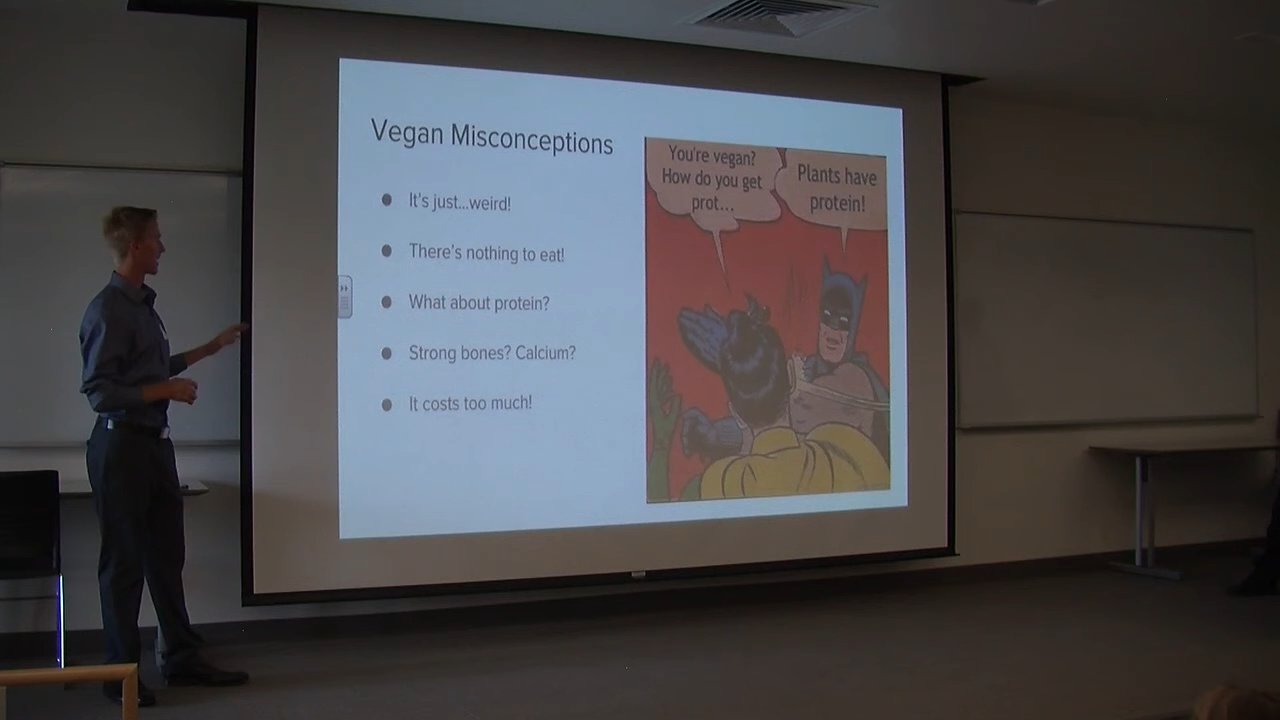 Vegan Misconceptions
It's just...weird!
There's nothing to eat!
What about protein?
Strong bones? Calcium?
It costs too much!
You're vegan?
How do you get
prot...
Plants have
protein!